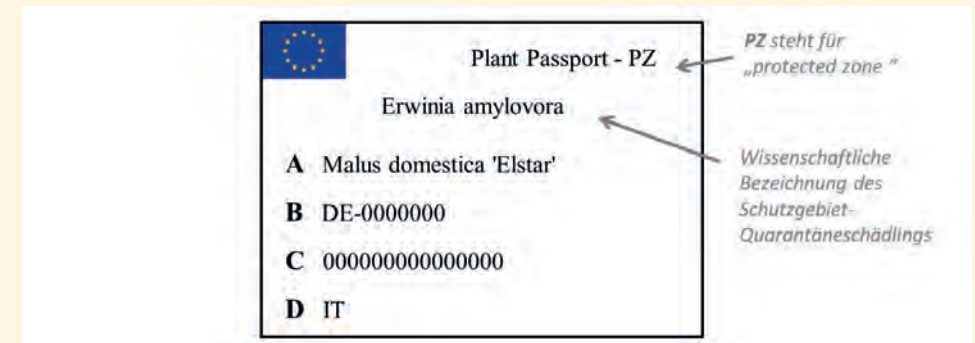 Plant Passport - PZ
Erwinia amylovora
A Malus domestica 'Elstar'
B DE-0000000
C 000000000000000
D IT
PZ steht für
„protected zone “
Wissenschaftliche
Bezeichnung des
Schutzgebiet-
Quarantäneschädlings